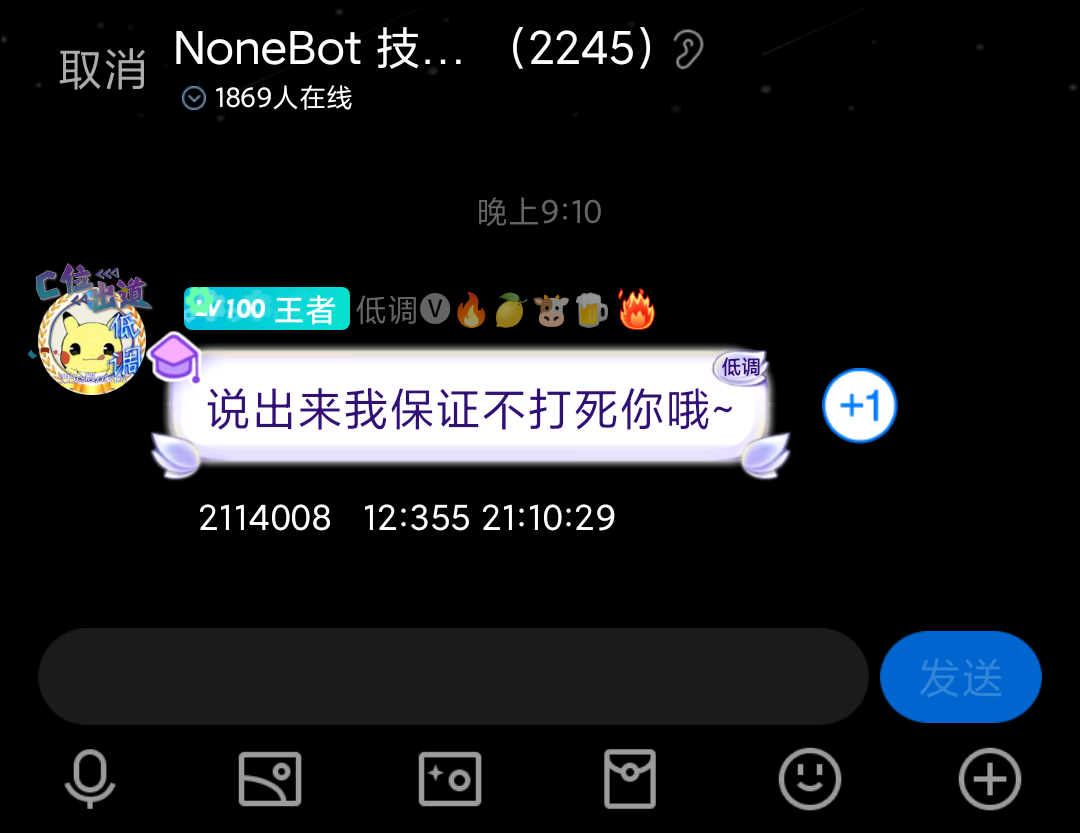 取消
NoneBot 技… （2245）
1869人在线
晚上9:10
C位出道
低调
LV100 王者 低调Ⓥ🔥🍋🐮🍺🔥
低调
说出来我保证不打死你哦~
+1
2114008 12:355 21:10:29
发送